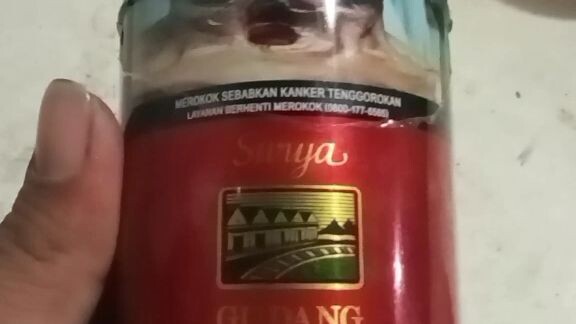 MEROKOK SEBABKAN KANKER TENGGOROKAN
LAYANAN BERHENTI MEROKOK (0800-177-6565)
Surya
GUDANG